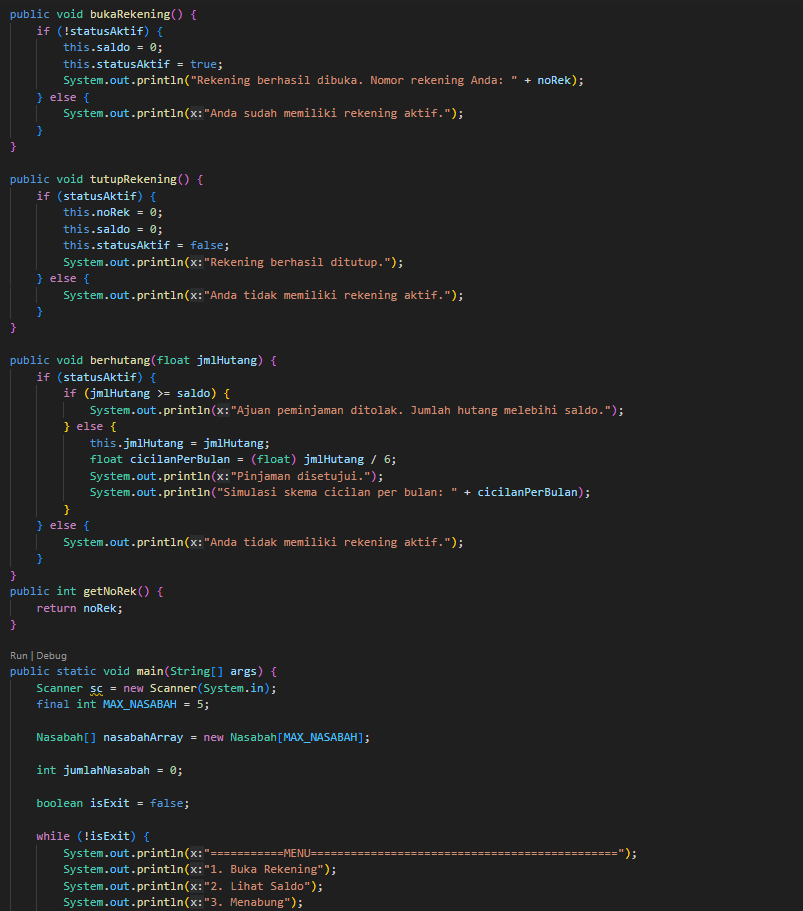 public void bukaRekening() {
    if (!statusAktif) {
        this.saldo = 0;
        this.statusAktif = true;
        System.out.println("Rekening berhasil dibuka. Nomor rekening Anda: " + noRek);
    } else {
        System.out.println(x:"Anda sudah memiliki rekening aktif.");
    }
}

public void tutupRekening() {
    if (statusAktif) {
        this.noRek = 0;
        this.saldo = 0;
        this.statusAktif = false;
        System.out.println(x:"Rekening berhasil ditutup.");
    } else {
        System.out.println(x:"Anda tidak memiliki rekening aktif.");
    }
}

public void berhutang(float jmlHutang) {
    if (statusAktif) {
        if (jmlHutang >= saldo) {
            System.out.println(x:"Ajuan peminjaman ditolak. Jumlah hutang melebihi saldo.");
        } else {
            this.jmlHutang = jmlHutang;
            float cicilanPerBulan = (float) jmlHutang / 6;
            System.out.println(x:"Pinjaman disetujui.");
            System.out.println("Simulasi skema cicilan per bulan: " + cicilanPerBulan);
        }
    } else {
        System.out.println(x:"Anda tidak memiliki rekening aktif.");
    }
}
public int getNoRek() {
    return noRek;
}

Run | Debug
public static void main(String[] args) {
    Scanner sc = new Scanner(System.in);
    final int MAX_NASABAH = 5;

    Nasabah[] nasabahArray = new Nasabah[MAX_NASABAH];

    int jumlahNasabah = 0;

    boolean isExit = false;

    while (!isExit) {
        System.out.println(x:"===========MENU==============================================");
        System.out.println(x:"1. Buka Rekening");
        System.out.println(x:"2. Lihat Saldo");
        System.out.println(x:"3. Menabung");